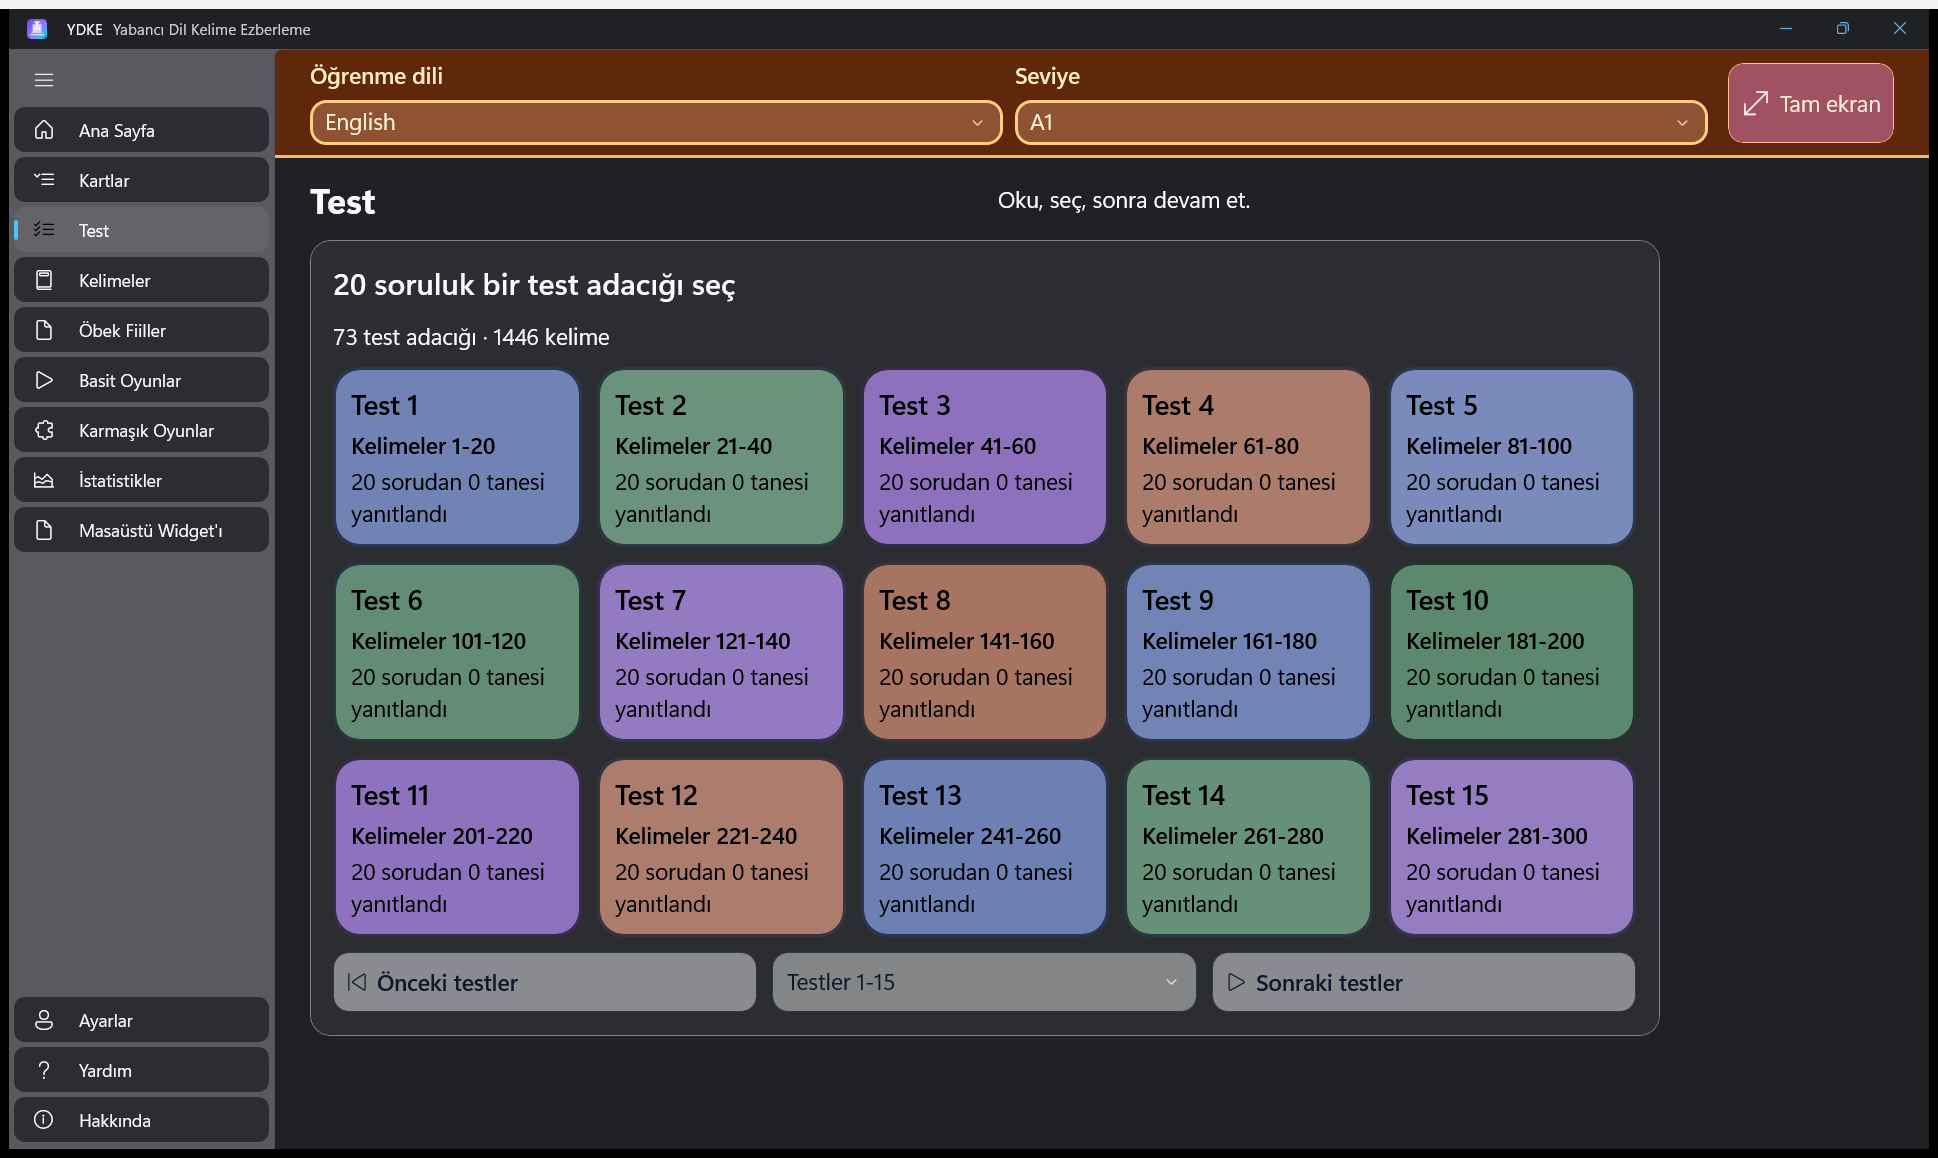 YDKE Yabancı Dil Kelime Ezberleme
Ana Sayfa
Kartlar
Test
Kelimeler
Öbek Fiiller
Basit Oyunlar
Karmaşık Oyunlar
İstatistikler
Masaüstü Widget'ı
Ayarlar
Yardım
Hakkında
Öğrenme dili
English
Seviye
A1
Tam ekran
Test
Oku, seç, sonra devam et.
20 soruluk bir test adacığı seç
73 test adacığı · 1446 kelime
Test 1
Kelimeler 1-20
20 sorudan 0 tanesi
yanıtlandı
Test 2
Kelimeler 21-40
20 sorudan 0 tanesi
yanıtlandı
Test 3
Kelimeler 41-60
20 sorudan 0 tanesi
yanıtlandı
Test 4
Kelimeler 61-80
20 sorudan 0 tanesi
yanıtlandı
Test 5
Kelimeler 81-100
20 sorudan 0 tanesi
yanıtlandı
Test 6
Kelimeler 101-120
20 sorudan 0 tanesi
yanıtlandı
Test 7
Kelimeler 121-140
20 sorudan 0 tanesi
yanıtlandı
Test 8
Kelimeler 141-160
20 sorudan 0 tanesi
yanıtlandı
Test 9
Kelimeler 161-180
20 sorudan 0 tanesi
yanıtlandı
Test 10
Kelimeler 181-200
20 sorudan 0 tanesi
yanıtlandı
Test 11
Kelimeler 201-220
20 sorudan 0 tanesi
yanıtlandı
Test 12
Kelimeler 221-240
20 sorudan 0 tanesi
yanıtlandı
Test 13
Kelimeler 241-260
20 sorudan 0 tanesi
yanıtlandı
Test 14
Kelimeler 261-280
20 sorudan 0 tanesi
yanıtlandı
Test 15
Kelimeler 281-300
20 sorudan 0 tanesi
yanıtlandı
Önceki testler
Testler 1-15
Sonraki testler